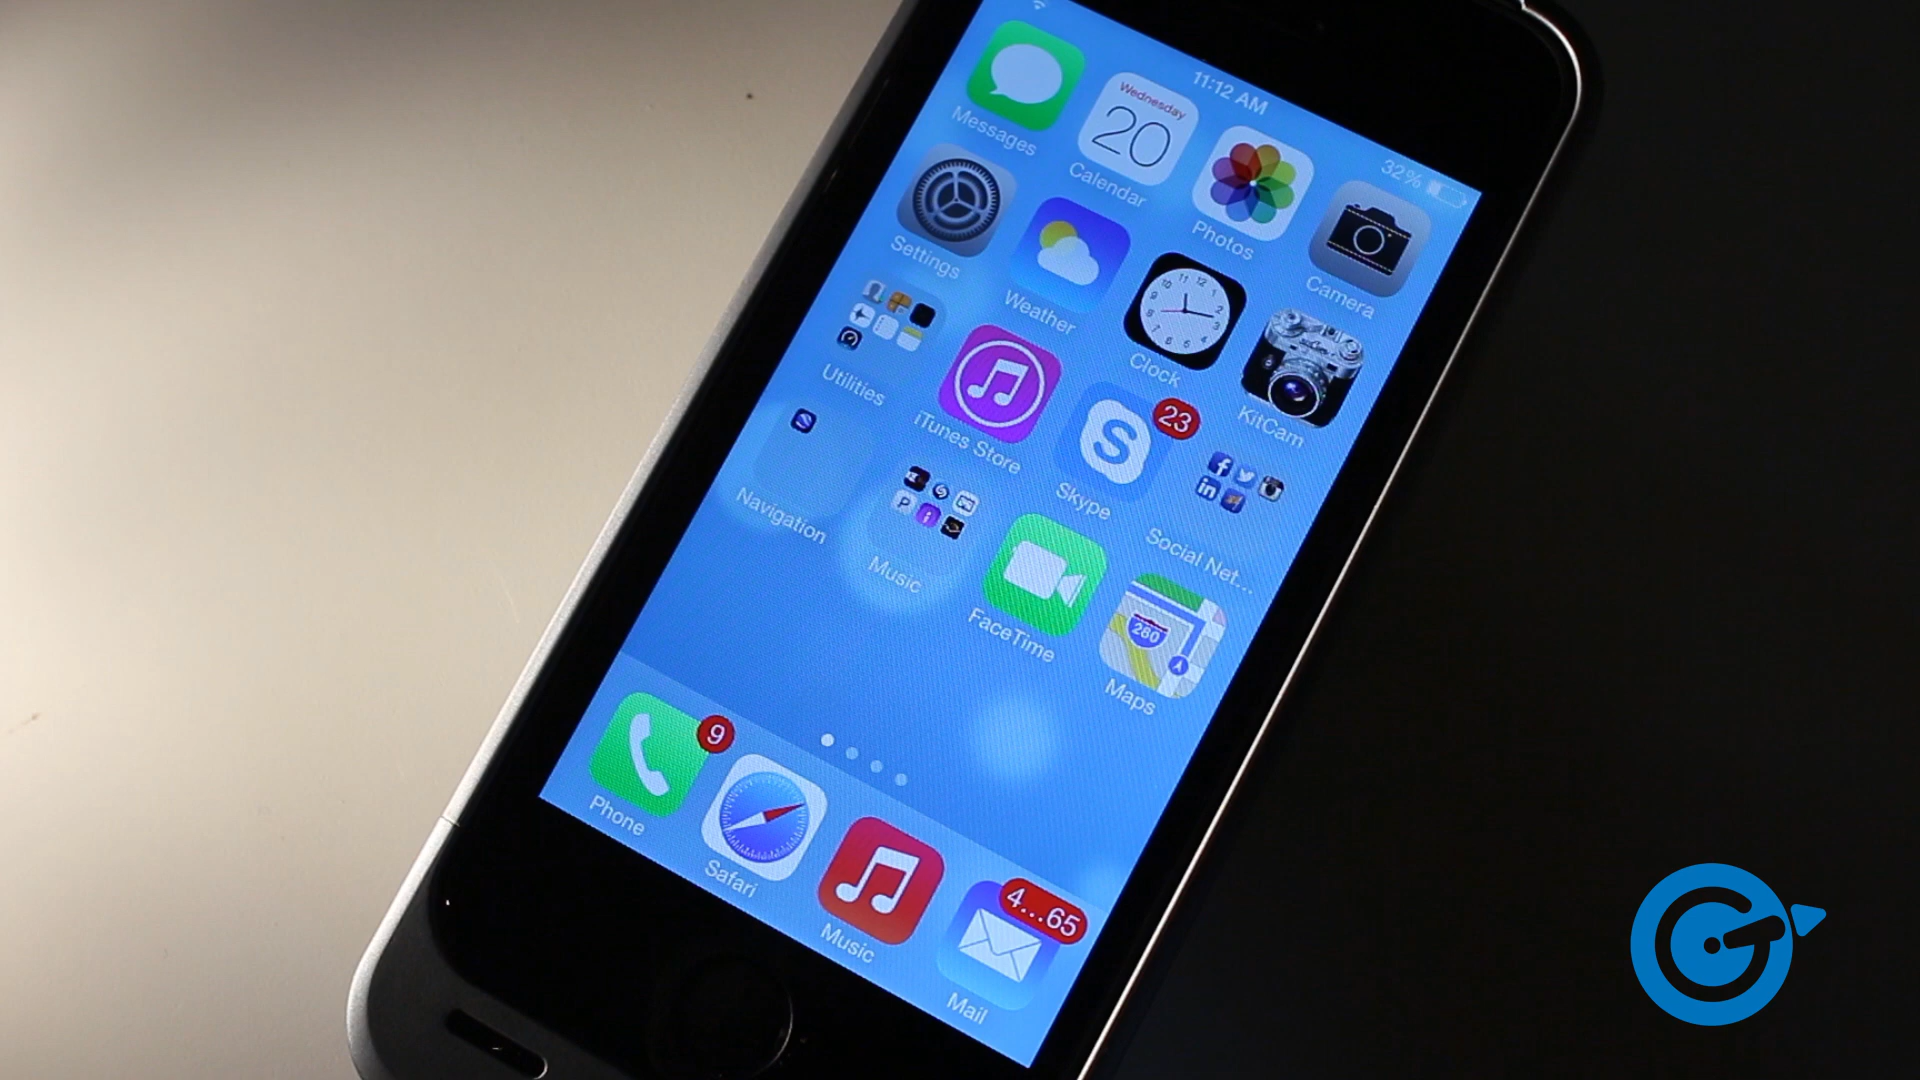 11:12 AM
32%
Messages
Wednesday
20
Calendar
Photos
Camera
Settings
Weather
Clock
KitCam
Utilities
iTunes Store
23
Skype
Social Net...
Navigation
Music
FaceTime
280
Maps
9
Phone
Safari
Music
4...65
Mail